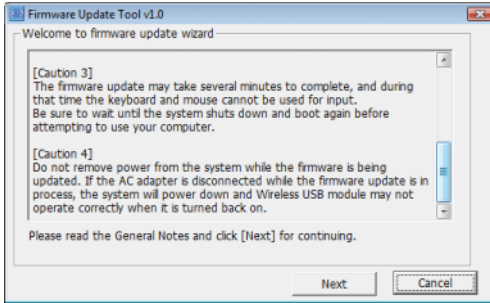 Firmware Update Tool v1.0
Welcome to firmware update wizard
[Caution 3]
The firmware update may take several minutes to complete, and during
that time the keyboard and mouse cannot be used for input.
Be sure to wait until the system shuts down and boot again before
attempting to use your computer.
[Caution 4]
Do not remove power from the system while the firmware is being
updated. If the AC adapter is disconnected while the firmware update is in
process, the system will power down and Wireless USB module may not
operate correctly when it is turned back on.
Please read the General Notes and click [Next] for continuing.
Next
Cancel